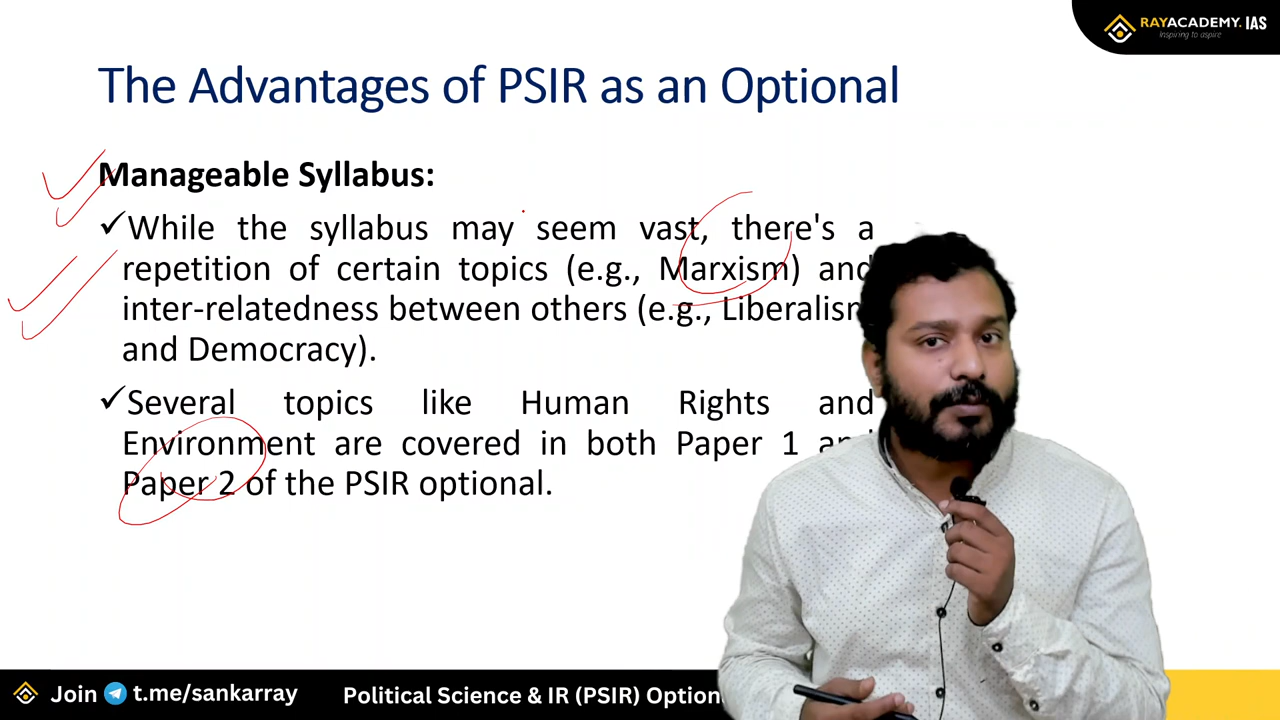 RAYACADEMY. IAS
Inspiring to aspire
The Advantages of PSIR as an Optional
Manageable Syllabus:
While the syllabus may seem vast, there's a
repetition of certain topics (e.g., Marxism) and
inter-relatedness between others (e.g., Liberalism
and Democracy).
Several topics like Human Rights and
Environment are covered in both Paper 1 and
Paper 2 of the PSIR optional.
Join t.me/sankarray Political Science & IR (PSIR) Option